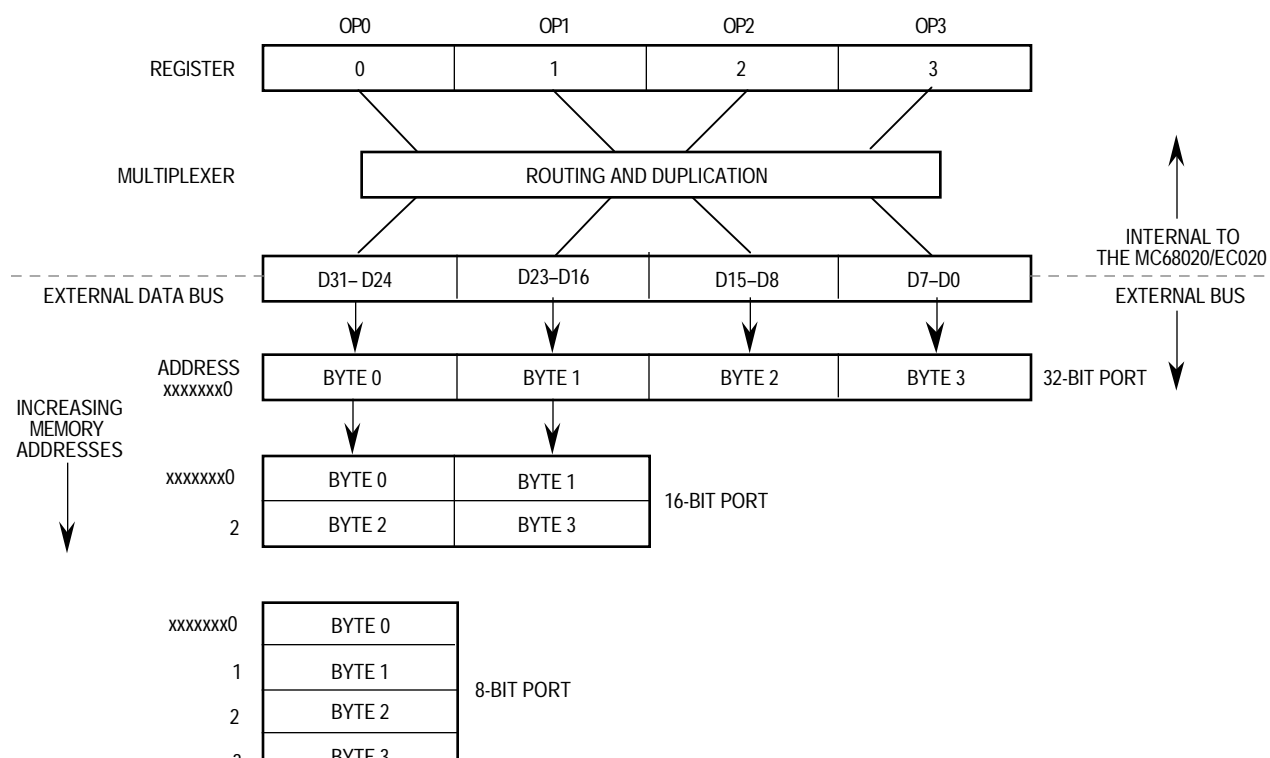 OP0 OP1 OP2 OP3
REGISTER 0 1 2 3
MULTIPLEXER ROUTING AND DUPLICATION
INTERNAL TO
THE MC68020/EC020
D31– D24 D23–D16 D15–D8 D7–D0
EXTERNAL DATA BUS EXTERNAL BUS
ADDRESS
xxxxxxx0 BYTE 0 BYTE 1 BYTE 2 BYTE 3 32-BIT PORT
INCREASING
MEMORY
ADDRESSES
xxxxxxx0 BYTE 0 BYTE 1
16-BIT PORT
2 BYTE 2 BYTE 3
xxxxxxx0 BYTE 0
1 BYTE 1
8-BIT PORT
2 BYTE 2
BYTE 3